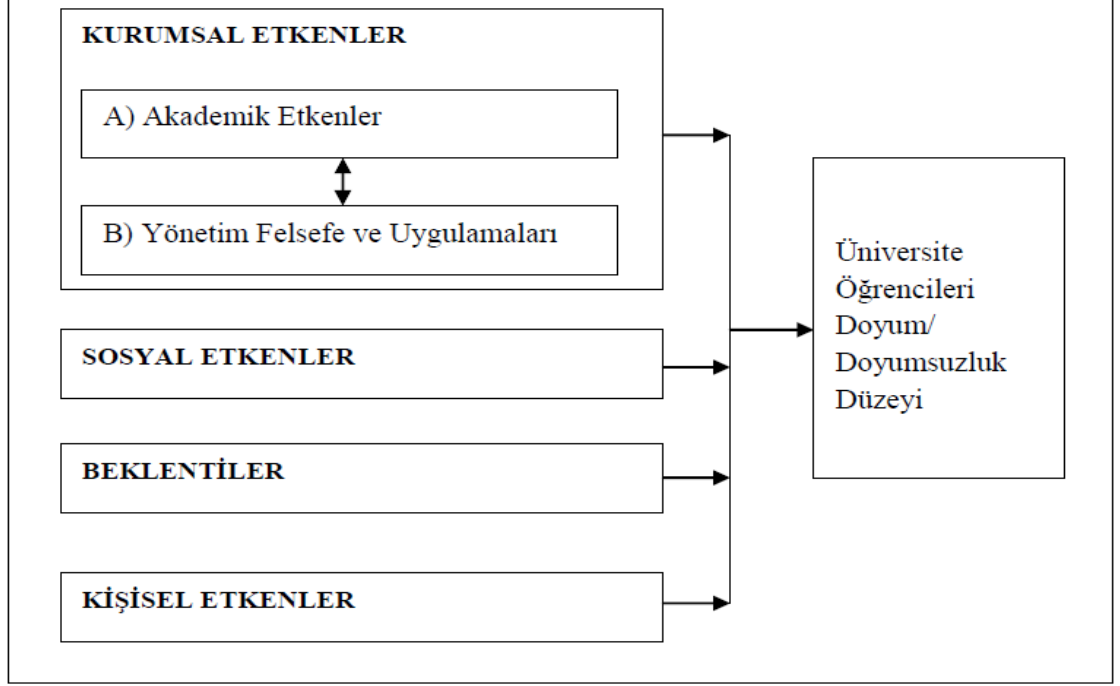 KURUMSAL ETKENLER
A) Akademik Etkenler
B) Yönetim Felsefe ve Uygulamaları
SOSYAL ETKENLER
BEKLENTİLER
KİŞİSEL ETKENLER
Üniversite
Öğrencileri
Doyum/
Doyumsuzluk
Düzeyi